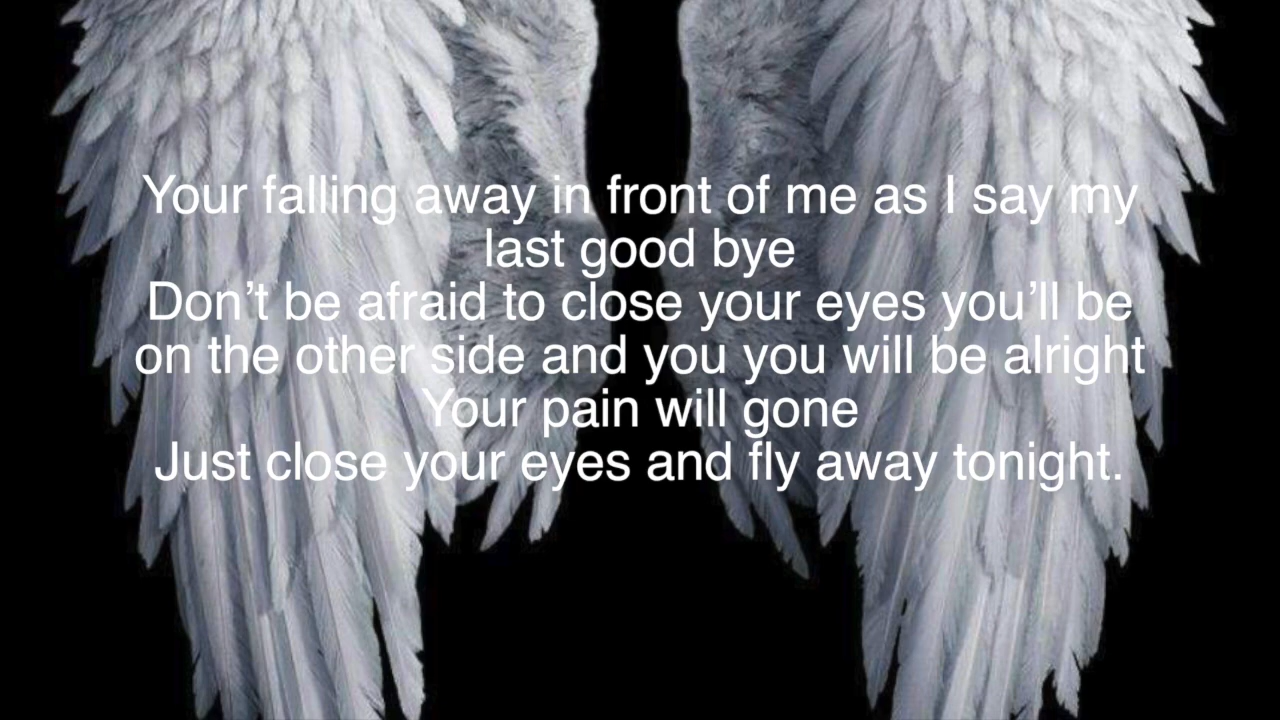 Your falling away in front of me as I say my
last good bye
Don’t be afraid to close your eyes you’ll be
on the other side and you you will be alright
Your pain will gone
Just close your eyes and fly away tonight.